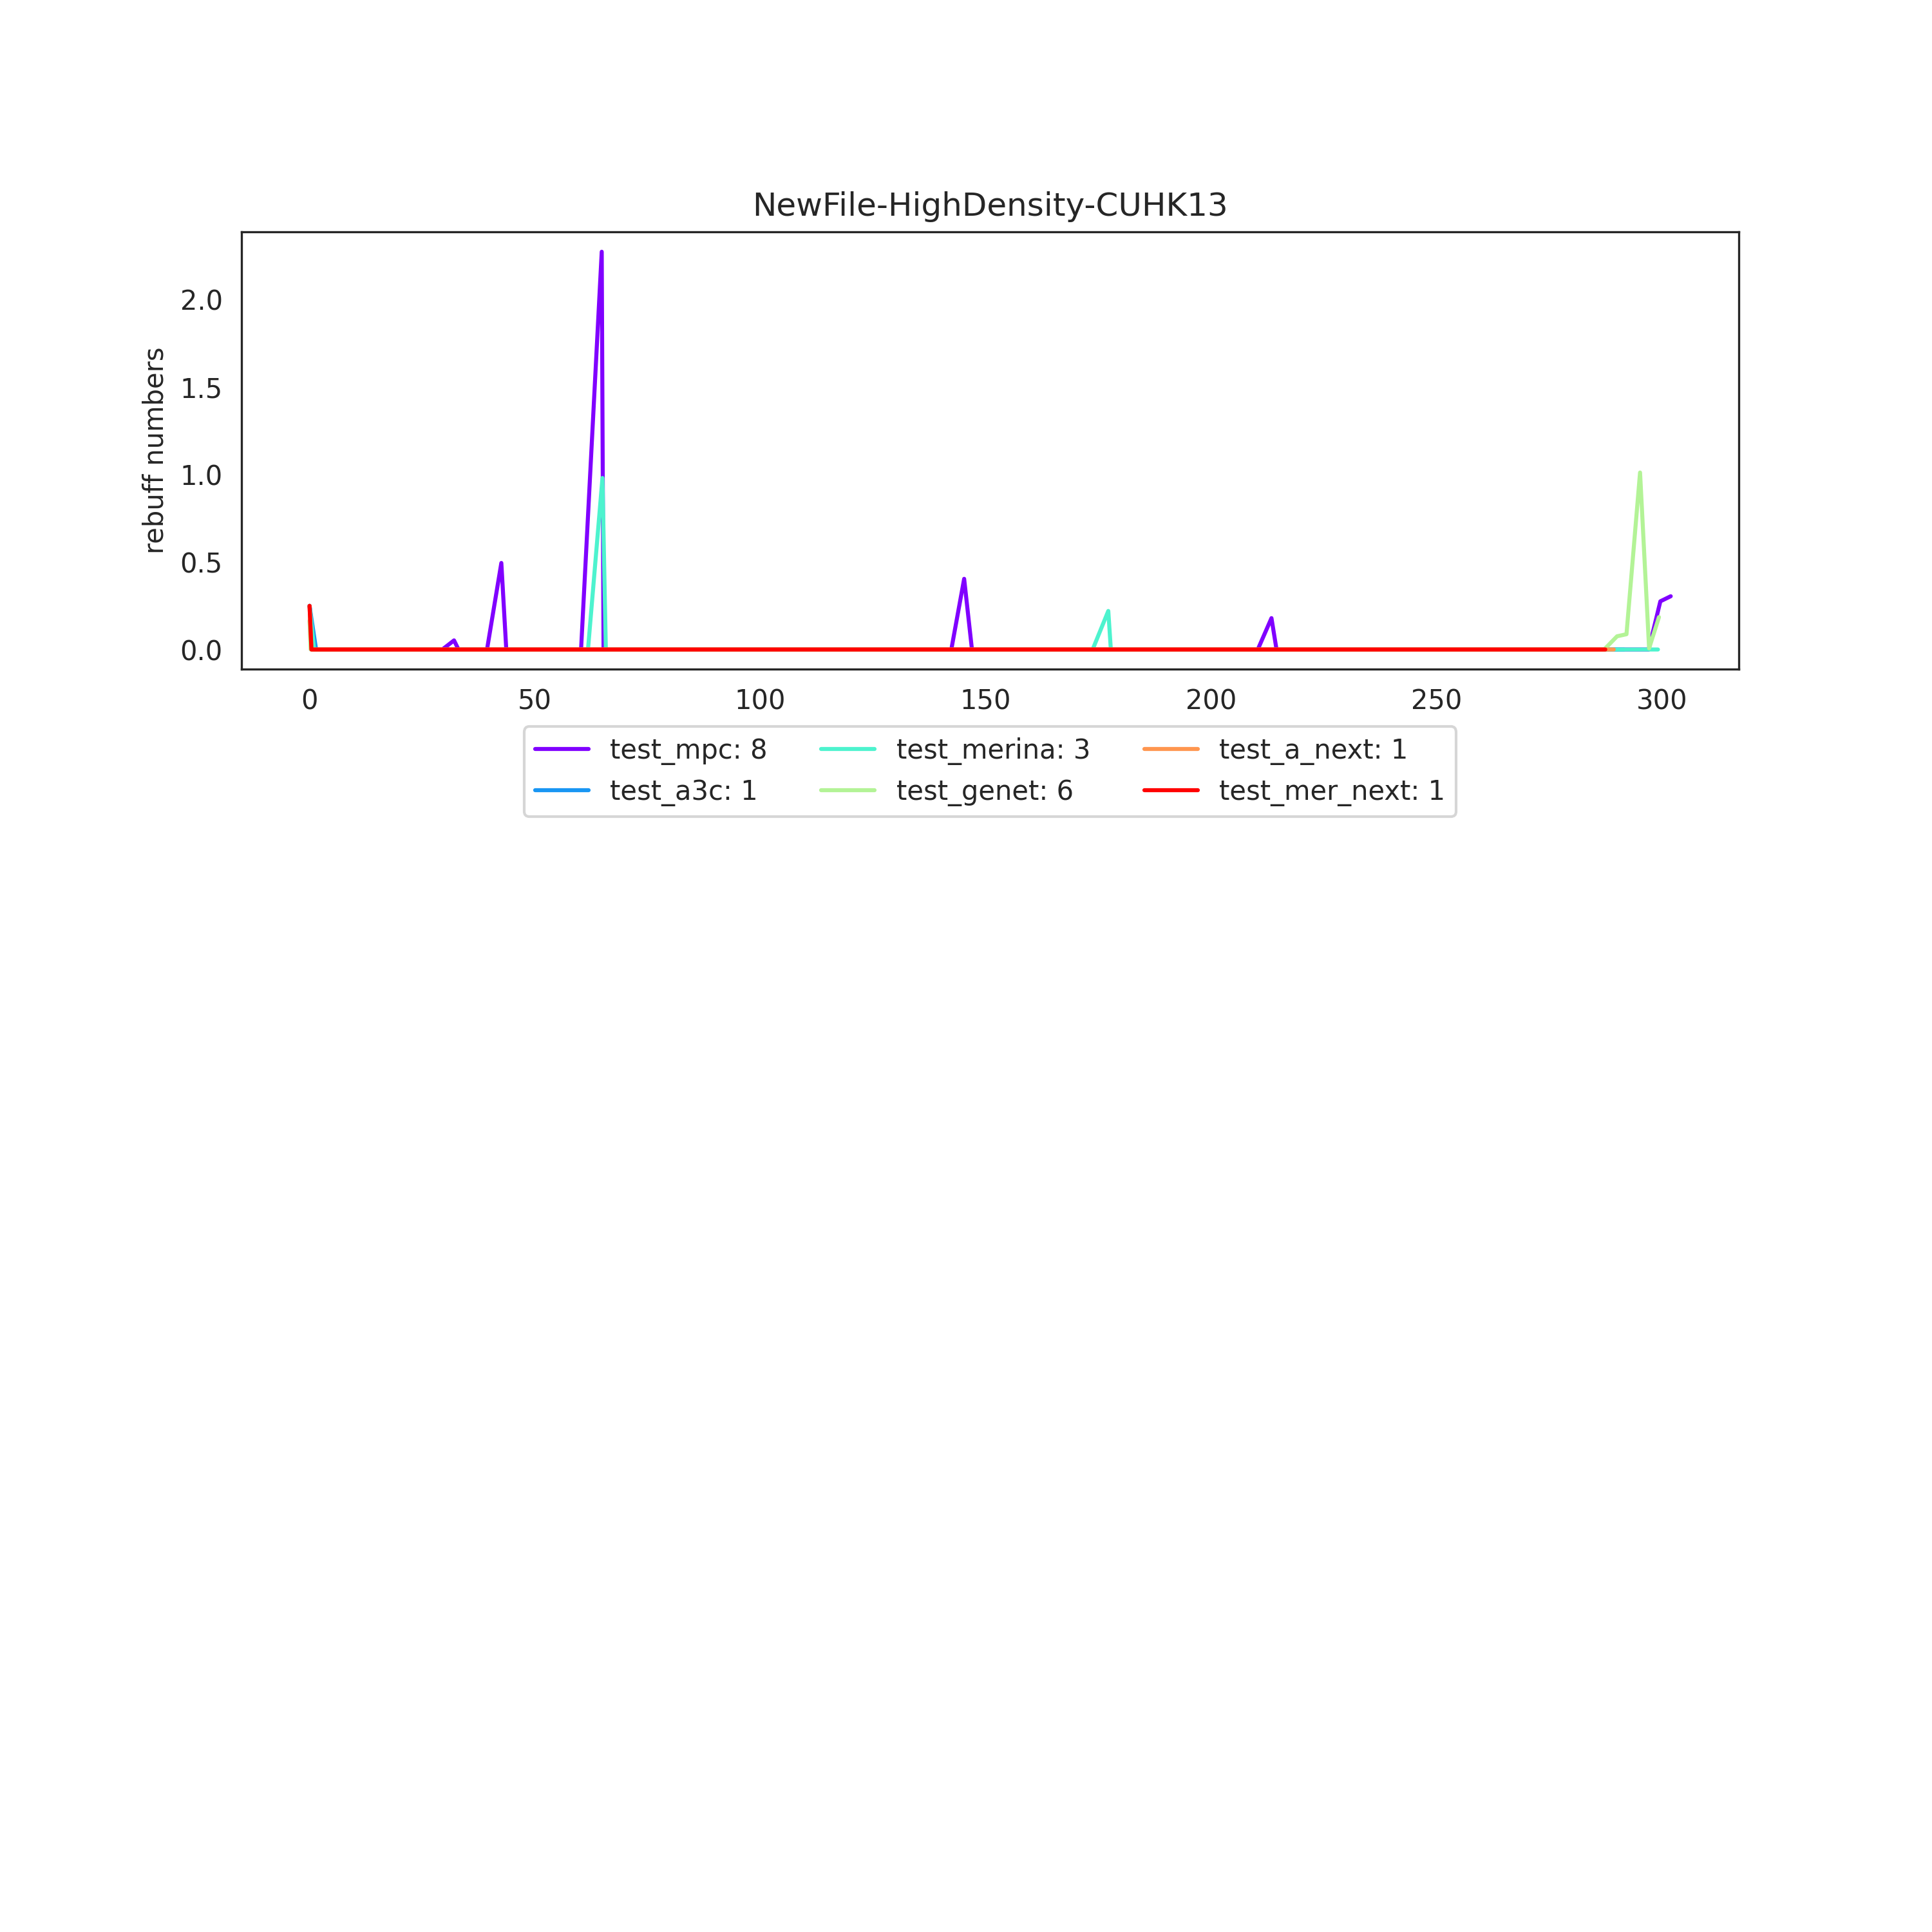 NewFile-HighDensity-CUHK13
rebuff numbers
2.0
1.5
1.0
0.5
0.0
0 50 100 150 200 250 300
test_mpc: 8 test_merina: 3 test_a_next: 1
test_a3c: 1 test_genet: 6 test_mer_next: 1